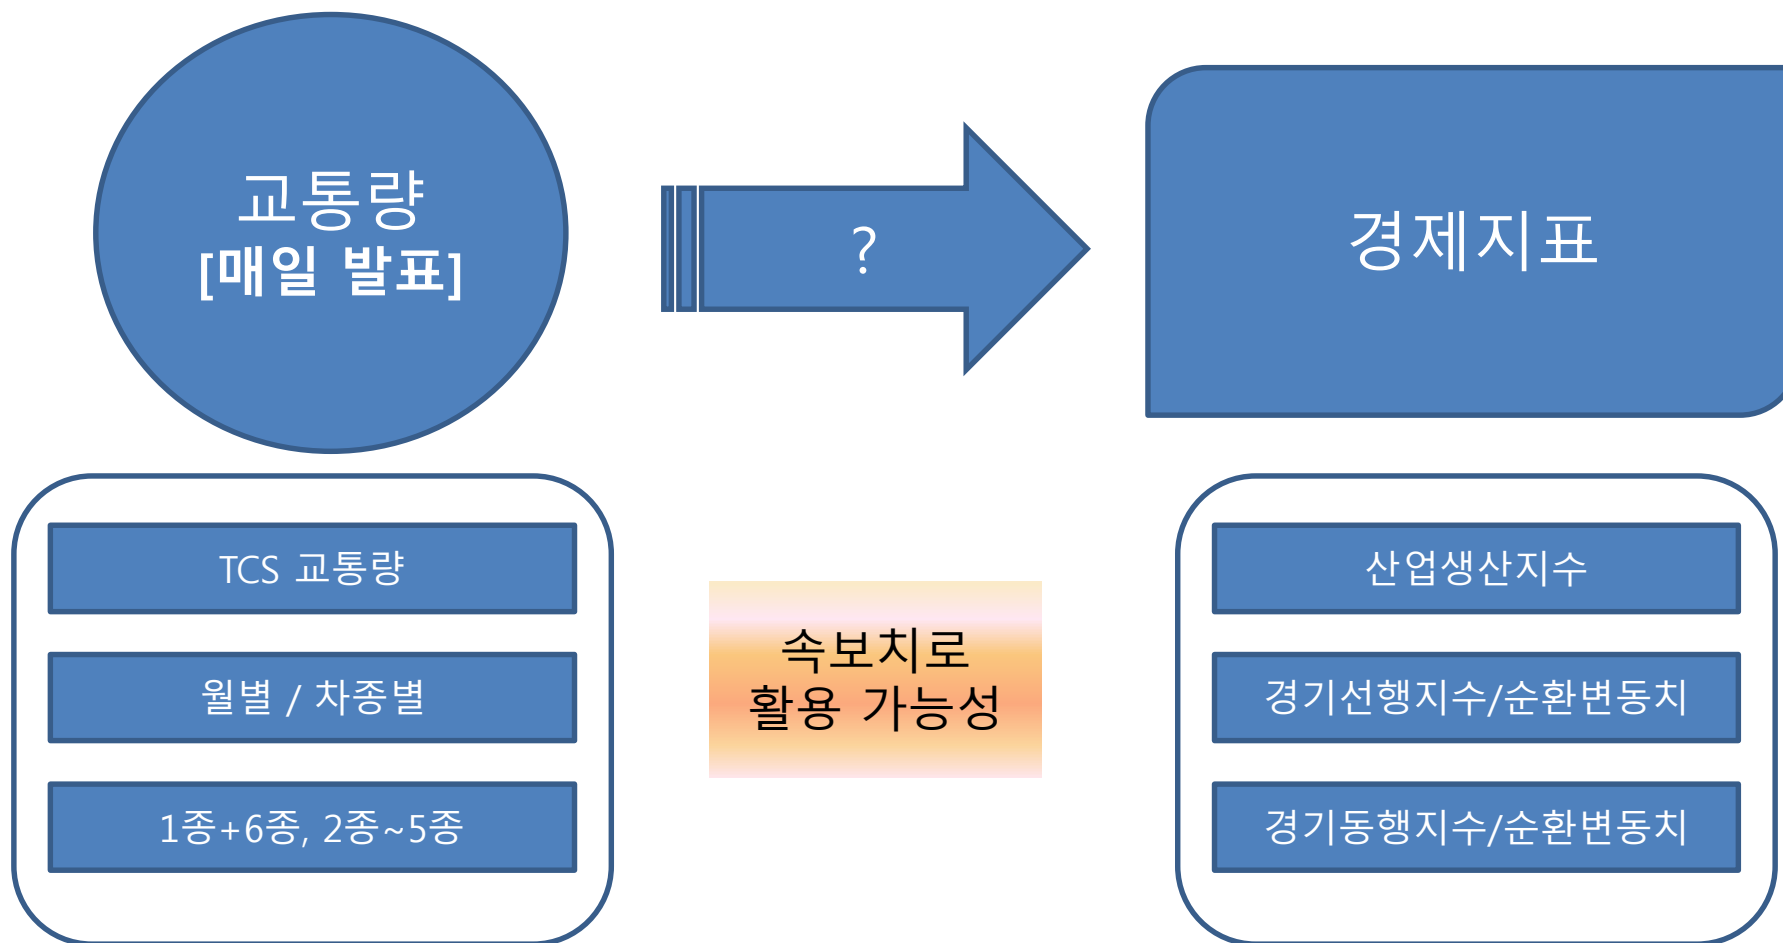 교통량
[매일 발표]
?
경제지표
TCS 교통량
월별 / 차종별
1종+6종, 2종~5종
속보치로
활용 가능성
산업생산지수
경기선행지수/순환변동치
경기동행지수/순환변동치